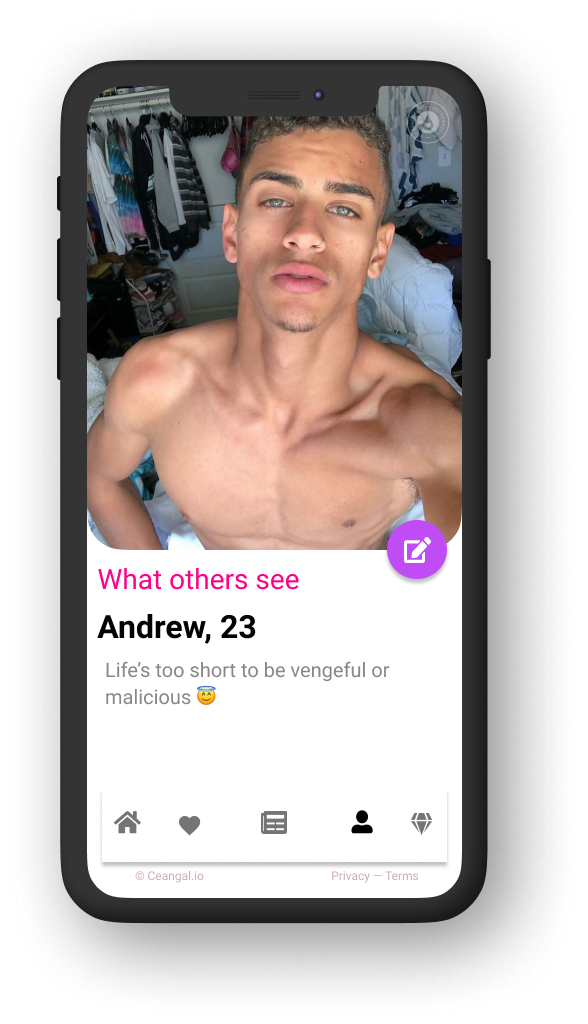 What others see
Andrew, 23
Life’s too short to be vengeful or
malicious 😇
© Ceangal.io
Privacy — Terms